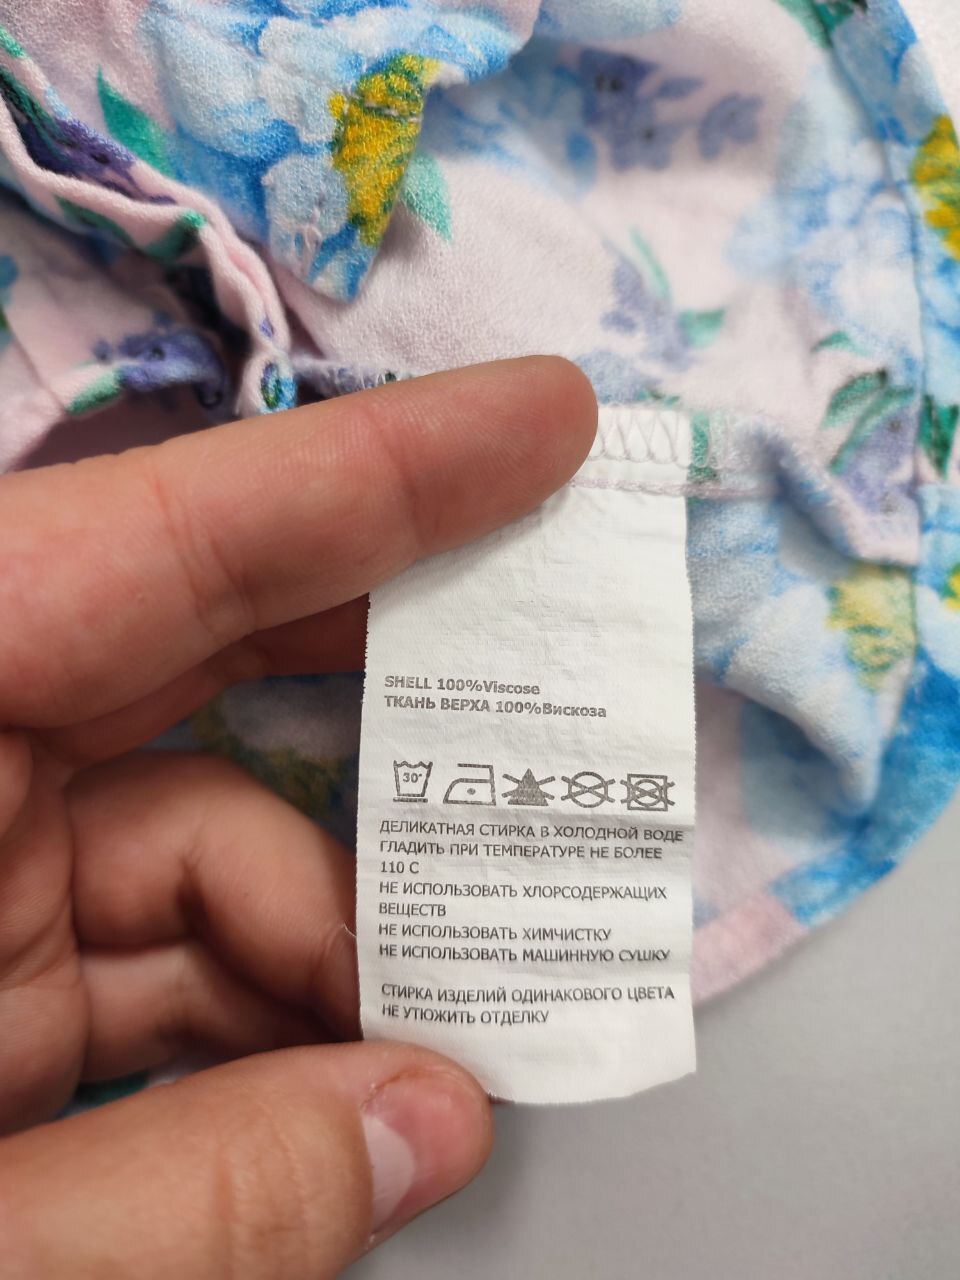 SHELL 100%Viscose
ТКАНЬ ВЕРХА 100%Вискоза
30°
ДЕЛИКАТНАЯ СТИРКА В ХОЛОДНОЙ ВОДЕ
ГЛАДИТЬ ПРИ ТЕМПЕРАТУРЕ НЕ БОЛЕЕ
110 С
НЕ ИСПОЛЬЗОВАТЬ ХЛОРСОДЕРЖАЩИХ
ВЕЩЕСТВ
НЕ ИСПОЛЬЗОВАТЬ ХИМЧИСТКУ
НЕ ИСПОЛЬЗОВАТЬ МАШИННУЮ СУШКУ
СТИРКА ИЗДЕЛИЙ ОДИНАКОВОГО ЦВЕТА
НЕ УТЮЖИТЬ ОТДЕЛКУ